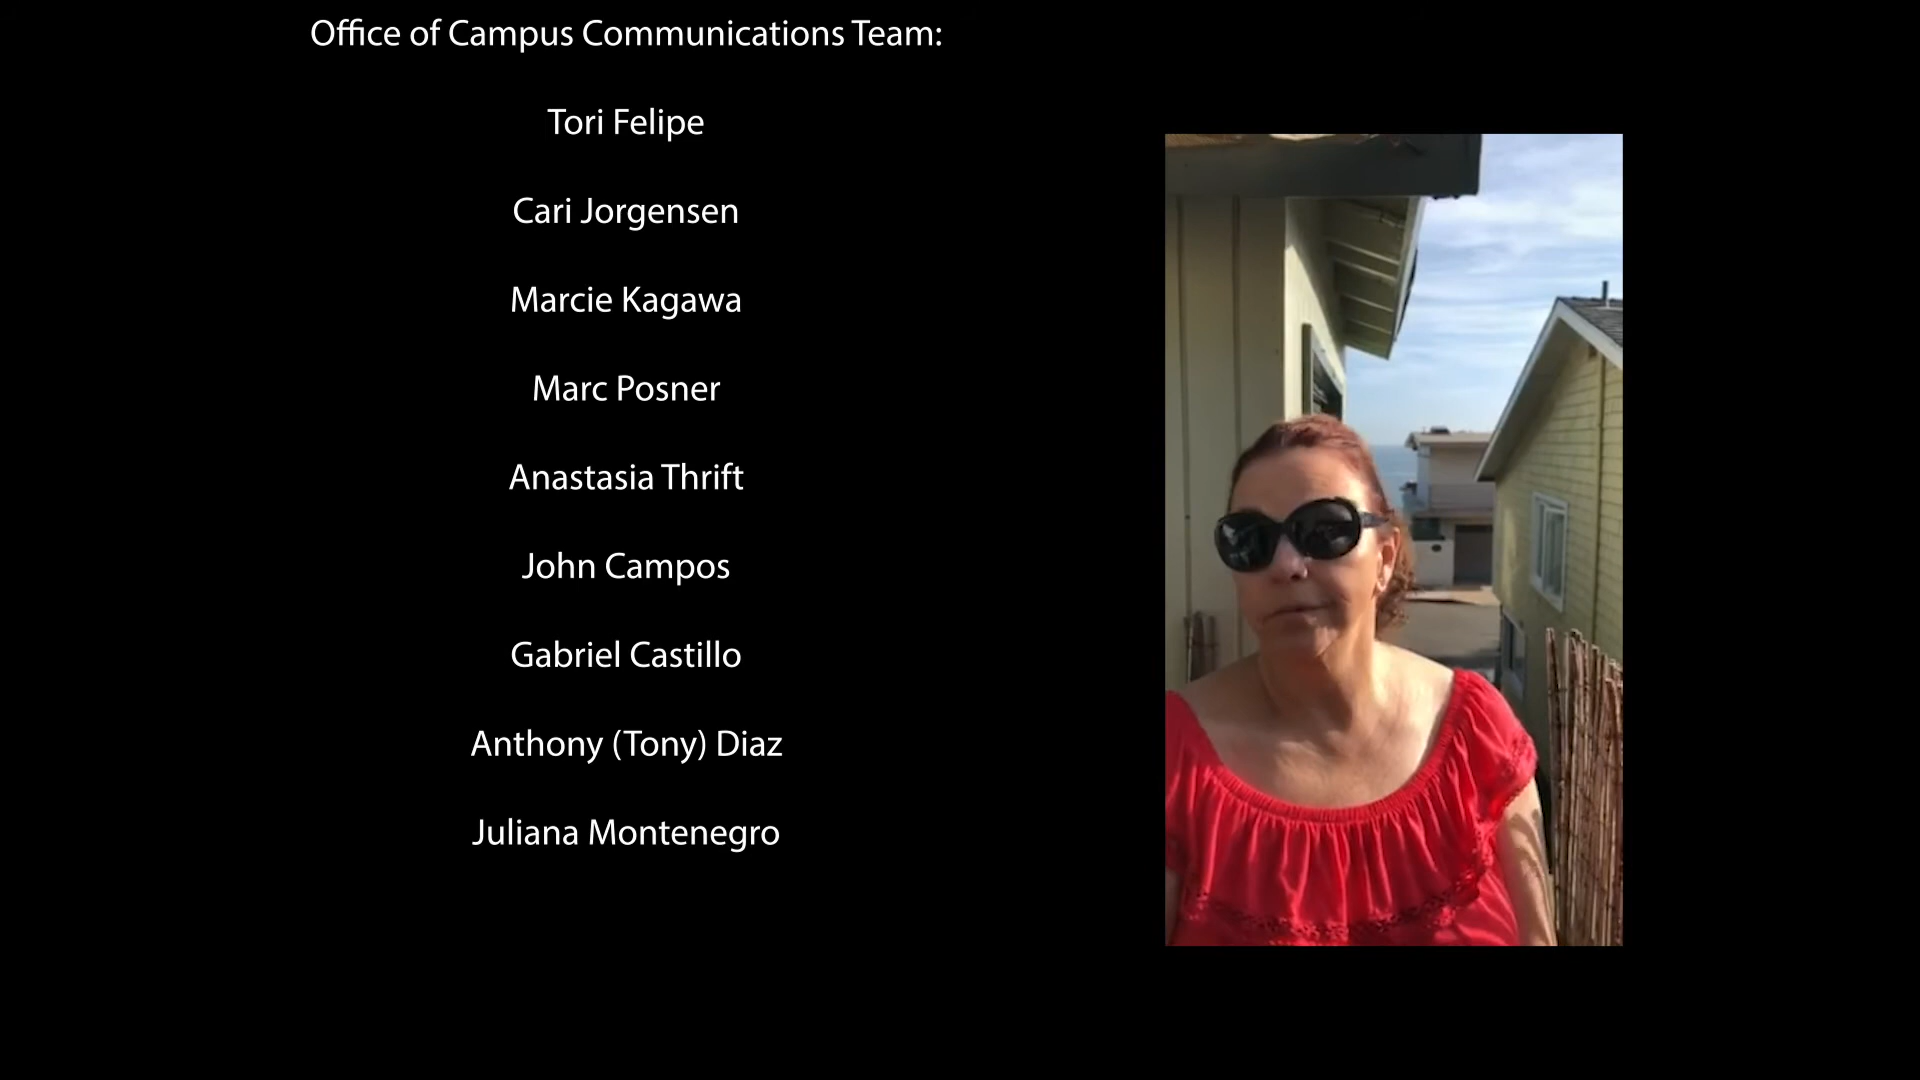 Office of Campus Communications Team:
Tori Felipe
Cari Jorgensen
Marcie Kagawa
Marc Posner
Anastasia Thrift
John Campos
Gabriel Castillo
Anthony (Tony) Diaz
Juliana Montenegro